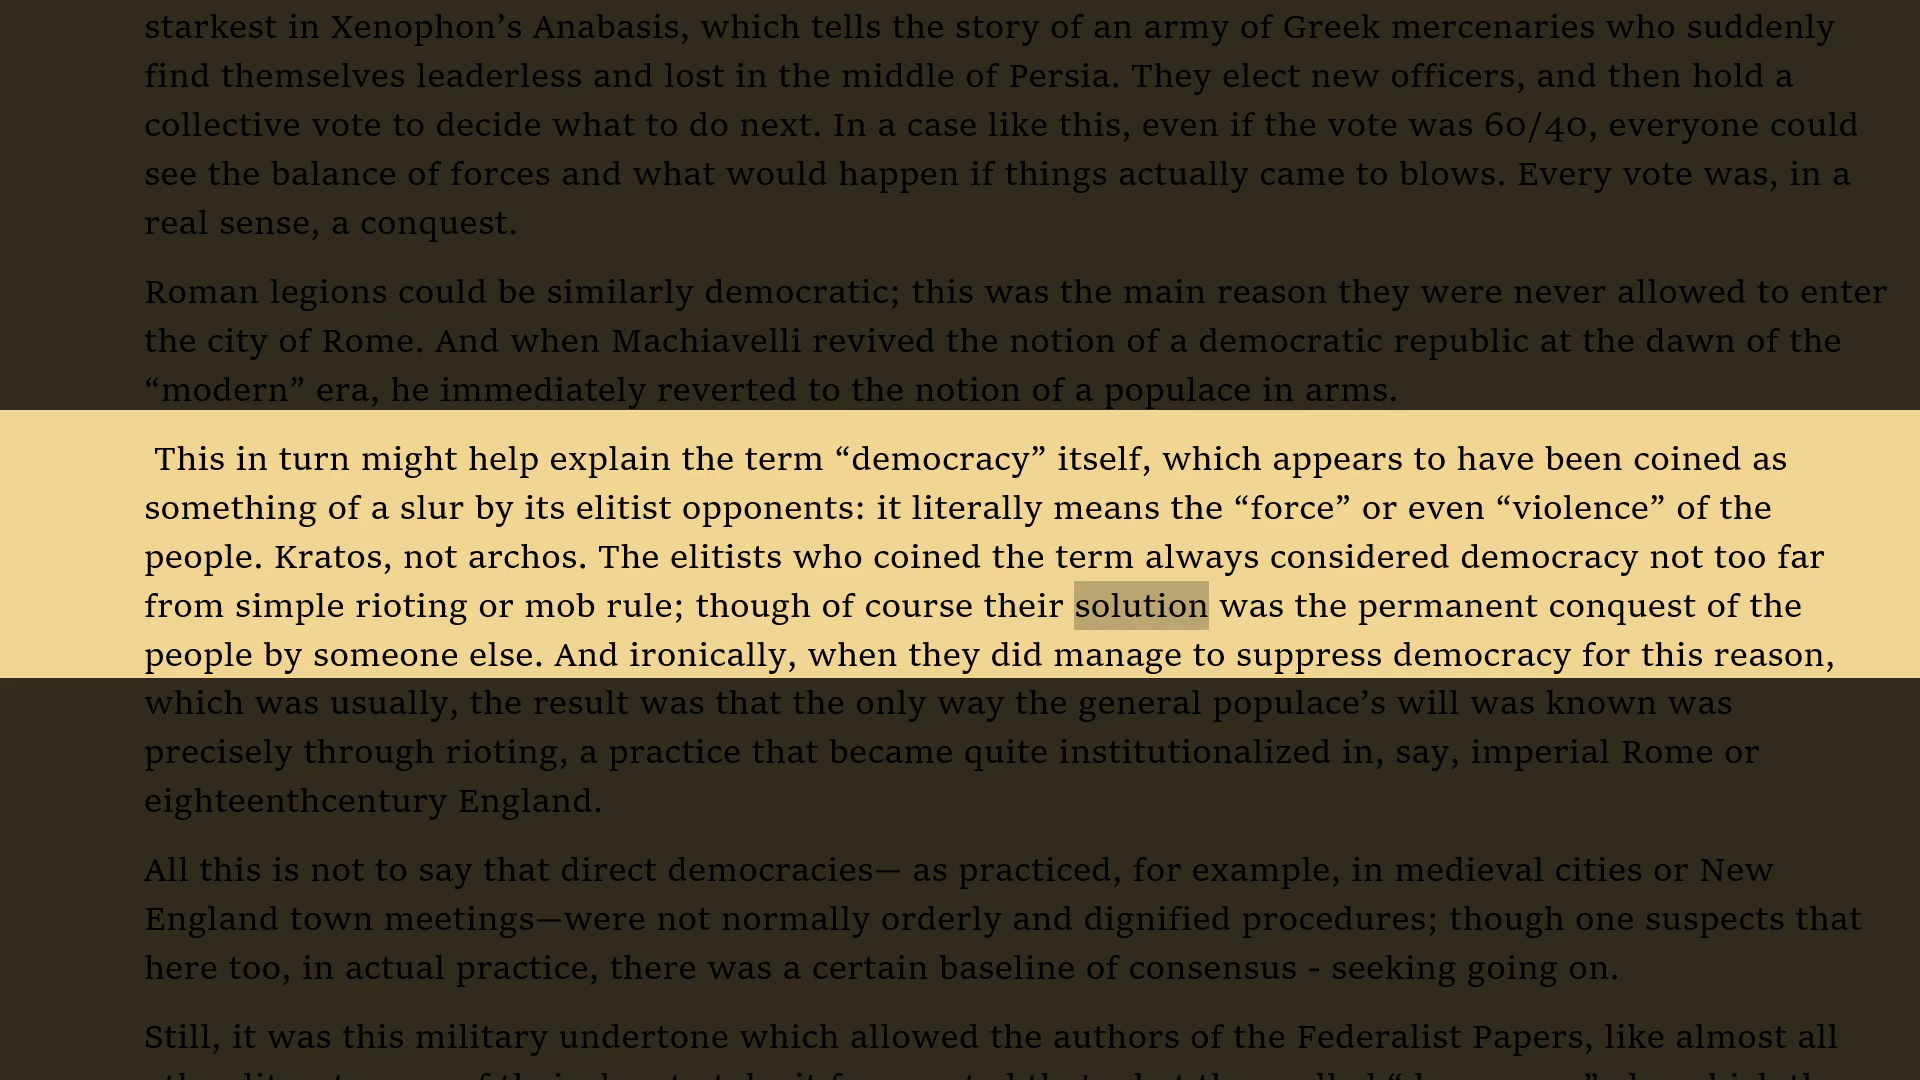 starkest in Xenophon’s Anabasis, which tells the story of an army of Greek mercenaries who suddenly
find themselves leaderless and lost in the middle of Persia. They elect new officers, and then hold a
collective vote to decide what to do next. In a case like this, even if the vote was 60/40, everyone could
see the balance of forces and what would happen if things actually came to blows. Every vote was, in a
real sense, a conquest.
Roman legions could be similarly democratic; this was the main reason they were never allowed to enter
the city of Rome. And when Machiavelli revived the notion of a democratic republic at the dawn of the
“modern” era, he immediately reverted to the notion of a populace in arms.
This in turn might help explain the term “democracy” itself, which appears to have been coined as
something of a slur by its elitist opponents: it literally means the “force” or even “violence” of the
people. Kratos, not archos. The elitists who coined the term always considered democracy not too far
from simple rioting or mob rule; though of course their solution was the permanent conquest of the
people by someone else. And ironically, when they did manage to suppress democracy for this reason,
which was usually, the result was that the only way the general populace’s will was known was
precisely through rioting, a practice that became quite institutionalized in, say, imperial Rome or
eighteenthcentury England.
All this is not to say that direct democracies— as practiced, for example, in medieval cities or New
England town meetings—were not normally orderly and dignified procedures; though one suspects that
here too, in actual practice, there was a certain baseline of consensus - seeking going on.
Still, it was this military undertone which allowed the authors of the Federalist Papers, like almost all